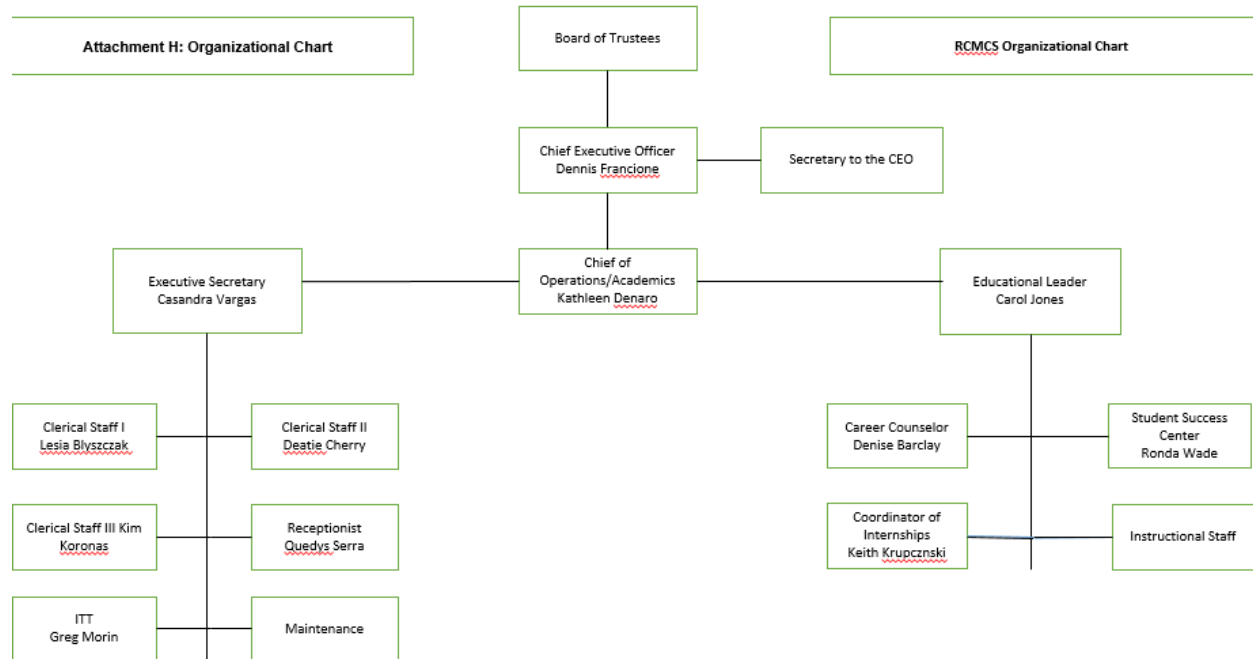 Attachment H: Organizational Chart
Board of Trustees
RCMCS Organizational Chart
Chief Executive Officer
Dennis Francione
Secretary to the CEO
Executive Secretary
Casandra Vargas
Chief of
Operations/Academics
Kathleen Denaro
Educational Leader
Carol Jones
Clerical Staff I
Lesia Blyszczak
Clerical Staff II
Deatie Cherry
Career Counselor
Denise Barclay
Student Success
Center
Ronda Wade
Clerical Staff III Kim
Koronas
Receptionist
Quedys Serra
Coordinator of
Internships
Keith Krupcznski
Instructional Staff
ITT
Greg Morin
Maintenance